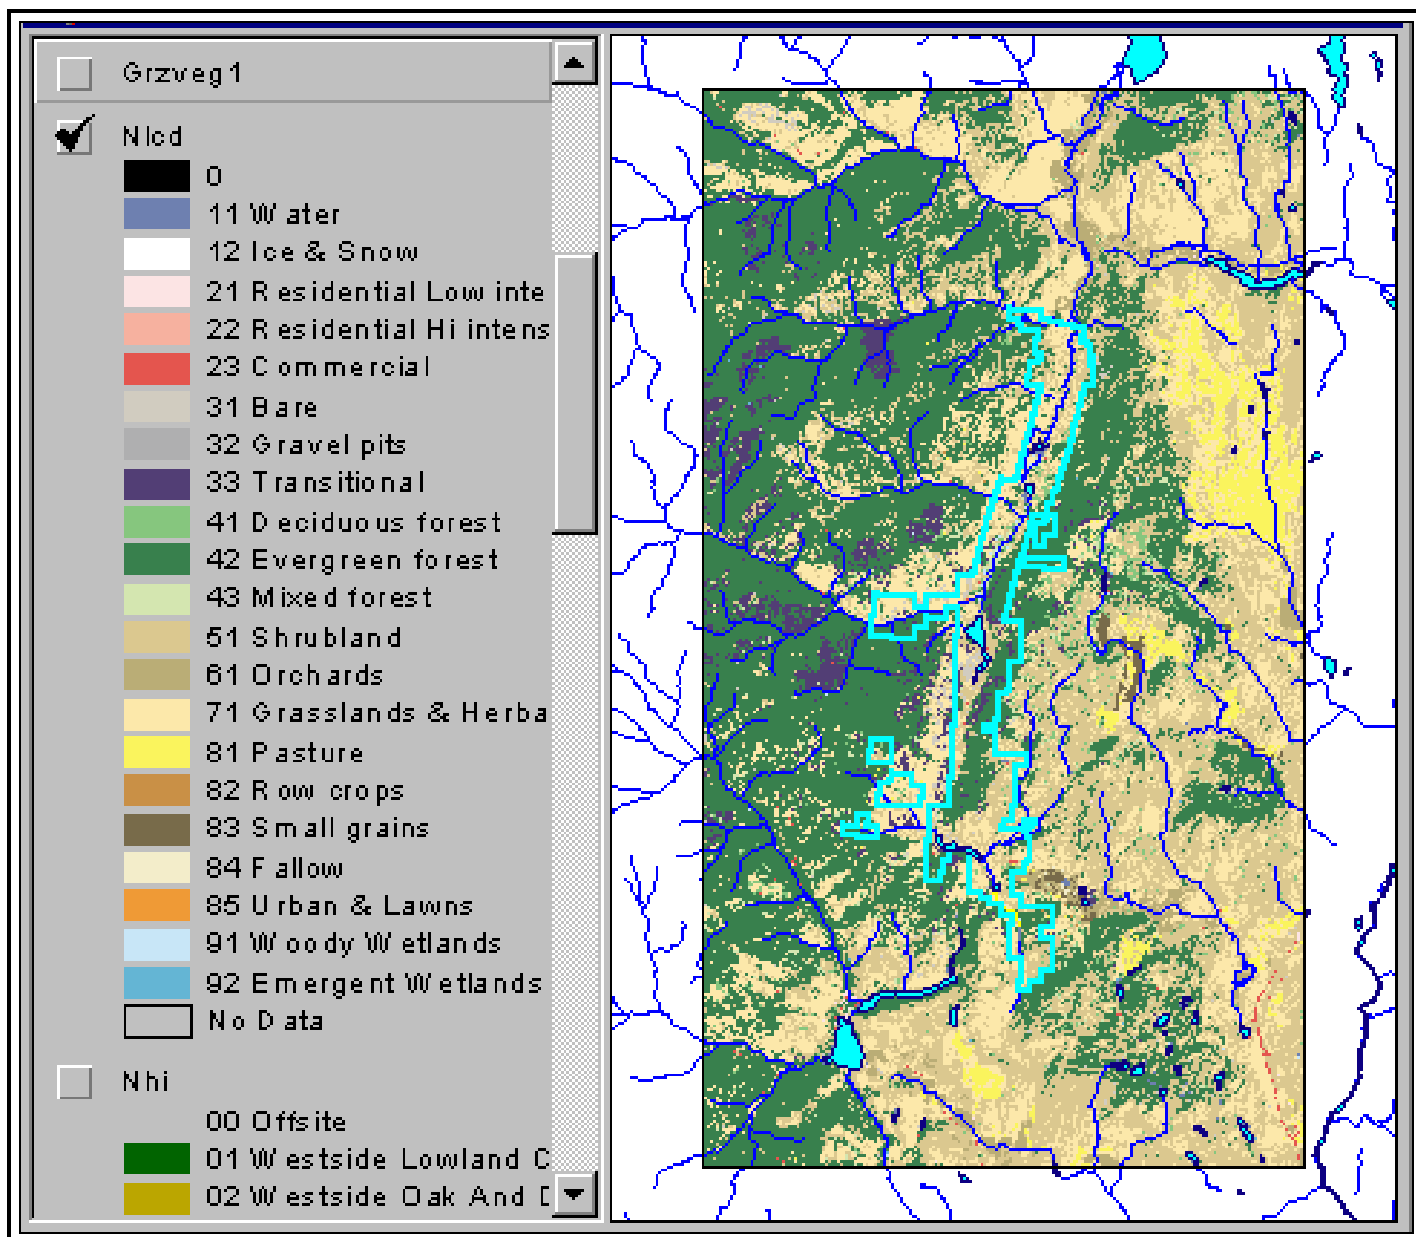 Grzveg1
Nlcd
0
11 Water
12 Ice & Snow
21 Residential Low inte
22 Residential Hi intens
23 Commercial
31 Bare
32 Gravel pits
33 Transitional
41 Deciduous forest
42 Evergreen forest
43 Mixed forest
51 Shrubland
61 Orchards
71 Grasslands & Herba
81 Pasture
82 Row crops
83 Small grains
84 Fallow
85 Urban & Lawns
91 Woody Wetlands
92 Emergent Wetlands
No Data
Nhi
00 Offsite
01 Westside Lowland C
02 Westside Oak And D